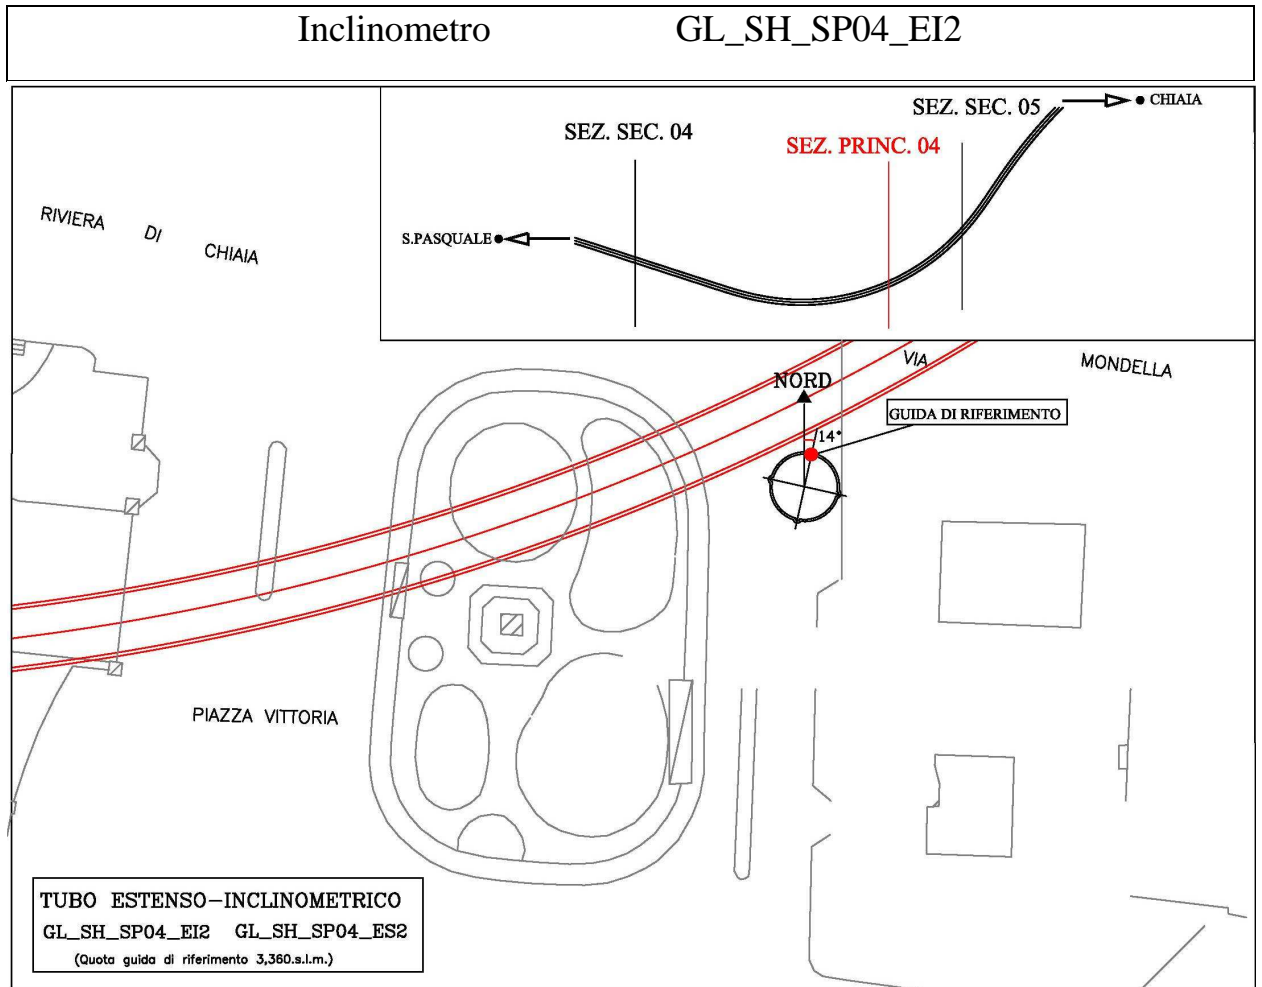 Inclinometro GL_SH_SP04_EI2
SEZ. SEC. 05
CHIAIA
SEZ. SEC. 04
SEZ. PRINC. 04
S.PASQUALE
RIVIERA DI CHIAIA
VIA MONDELLA
NORD
GUIDA DI RIFERIMENTO
14°
PIAZZA VITTORIA
TUBO ESTENSO-INCLINOMETRICO
GL_SH_SP04_EI2 GL_SH_SP04_ES2
(Quota guida di riferimento 3,360.s.l.m.)